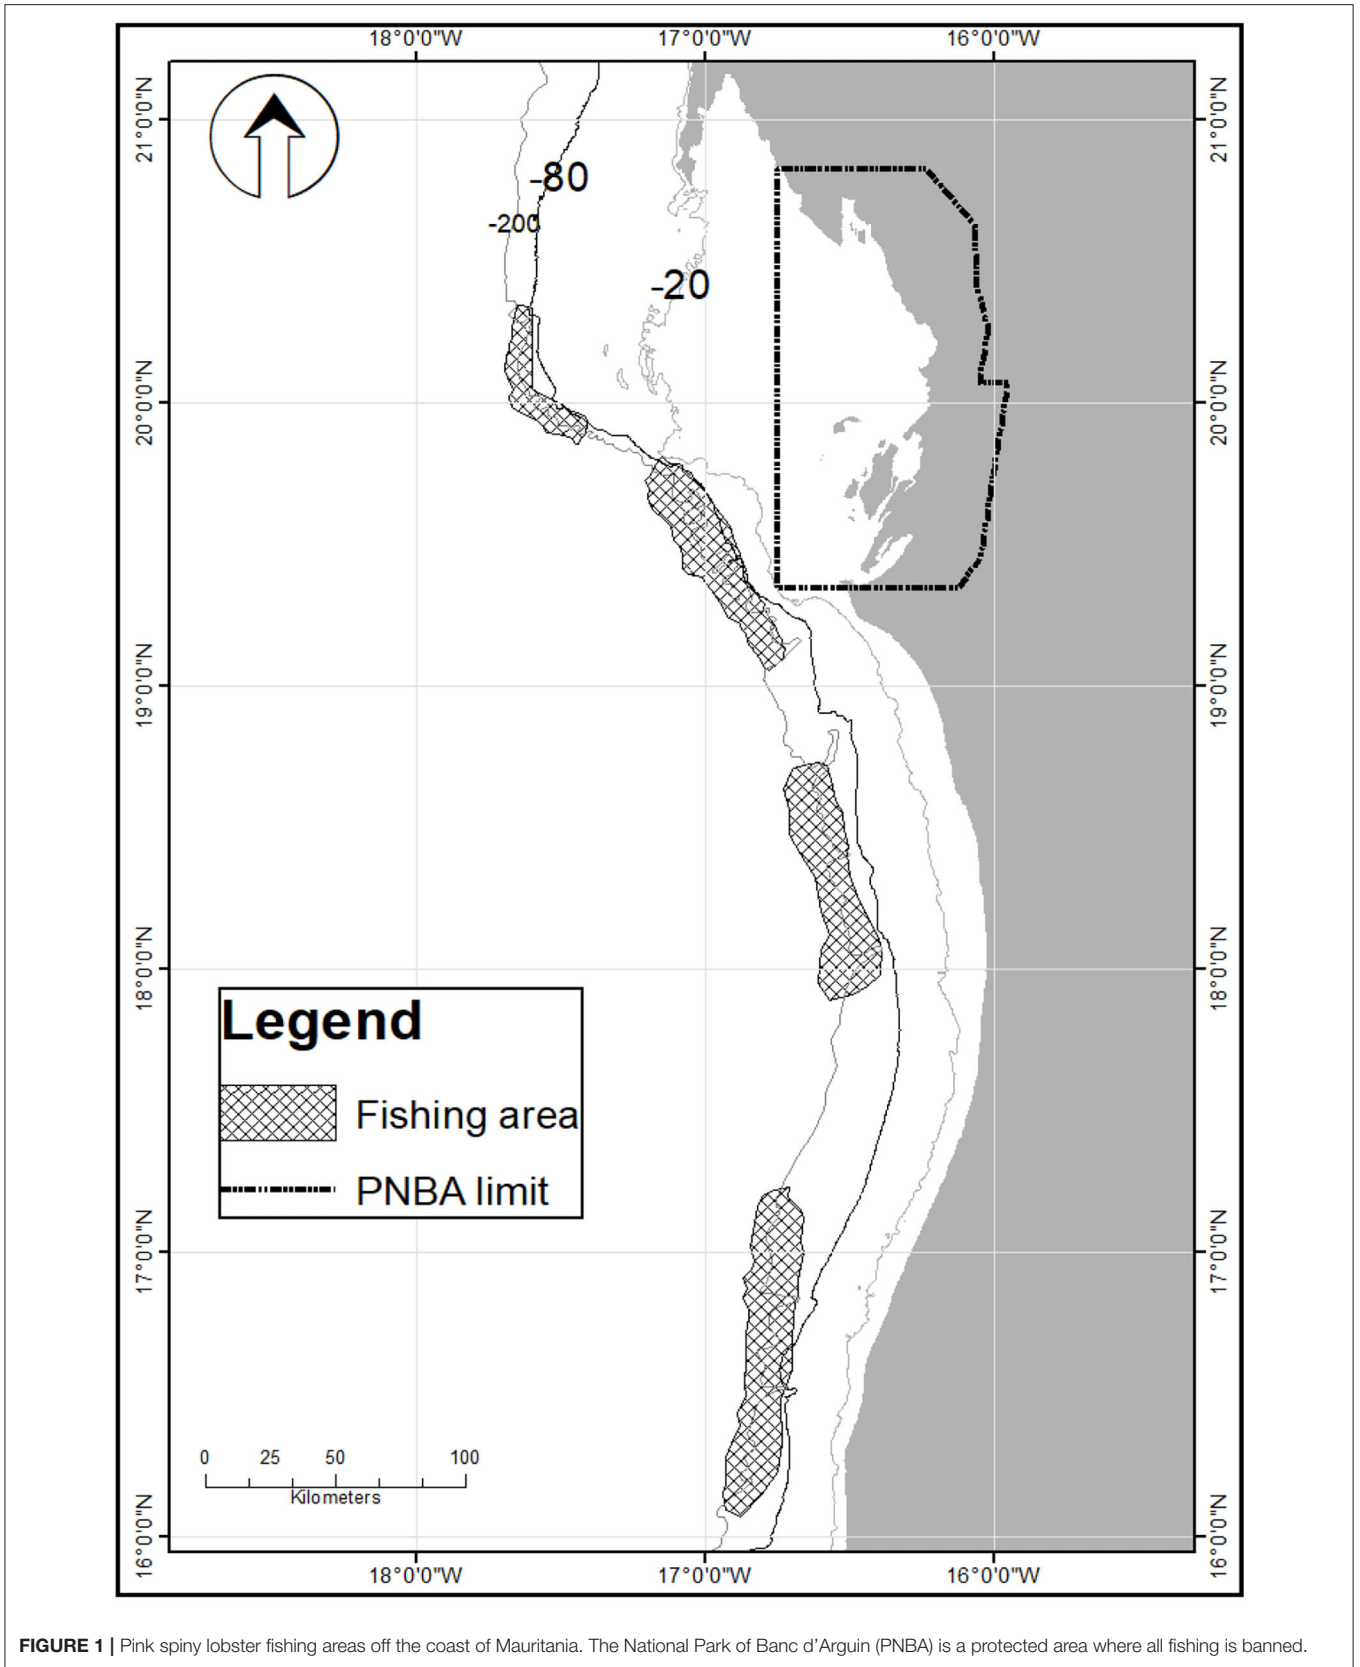 18°0'0"W 17°0'0"W 16°0'0"W
21°0'0"N 21°0'0"N
-80
-200
-20
20°0'0"N 20°0'0"N
19°0'0"N 19°0'0"N
18°0'0"N 18°0'0"N
Legend
Fishing area
PNBA limit
17°0'0"N 17°0'0"N
0 25 50 100
Kilometers
16°0'0"N 16°0'0"N
18°0'0"W 17°0'0"W 16°0'0"W
FIGURE 1 | Pink spiny lobster fishing areas off the coast of Mauritania. The National Park of Banc d'Arguin (PNBA) is a protected area where all fishing is banned.